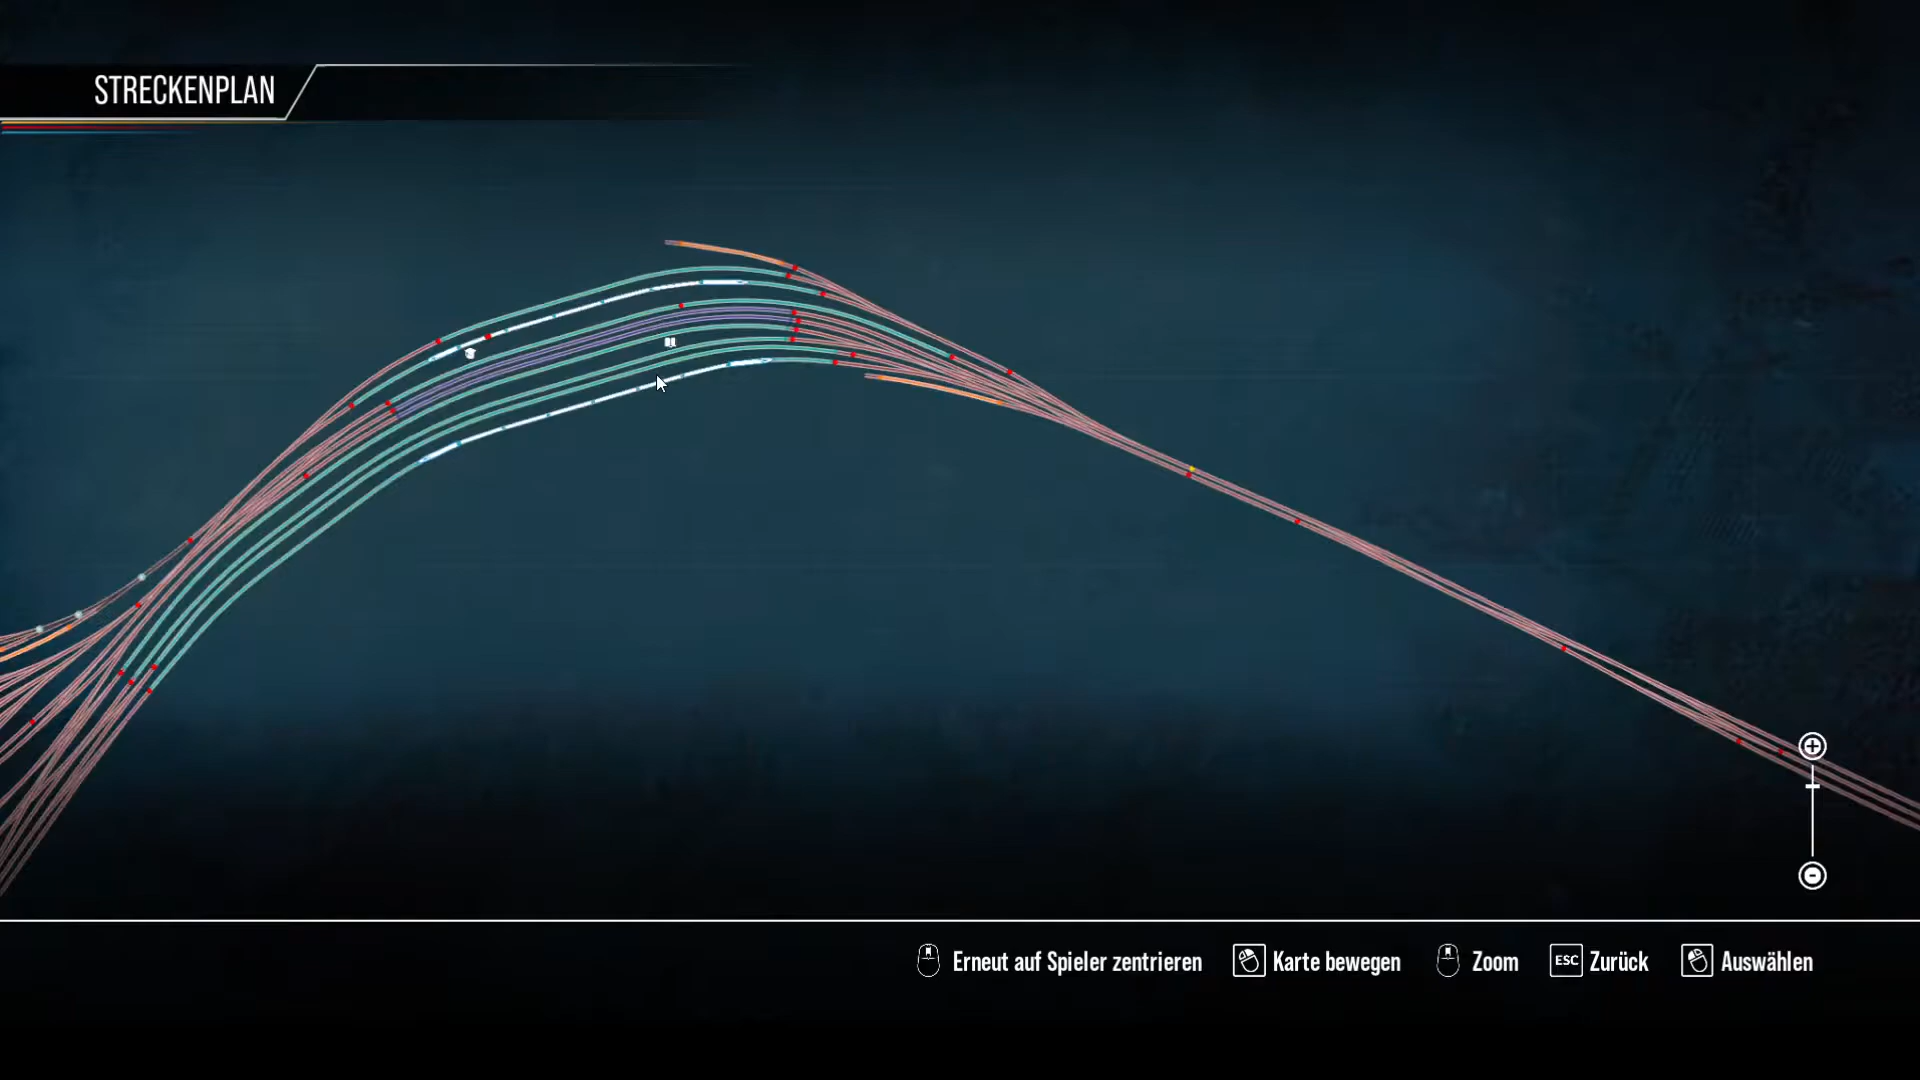 STRECKENPLAN
Erneut auf Spieler zentrieren
Karte bewegen
Zoom
ESC Zurück
Auswählen